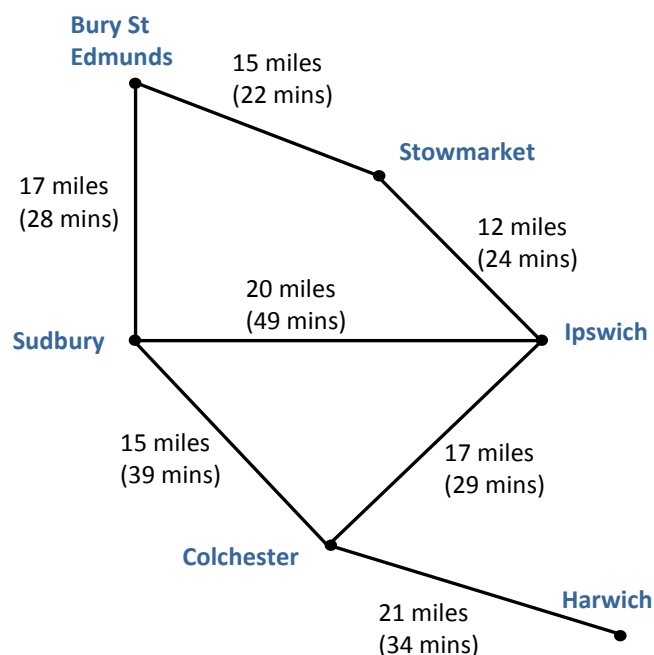 Bury St
Edmunds
15 miles
(22 mins)
Stowmarket
17 miles
(28 mins)
12 miles
(24 mins)
20 miles
(49 mins)
Sudbury
Ipswich
15 miles
(39 mins)
17 miles
(29 mins)
Colchester
Harwich
21 miles
(34 mins)